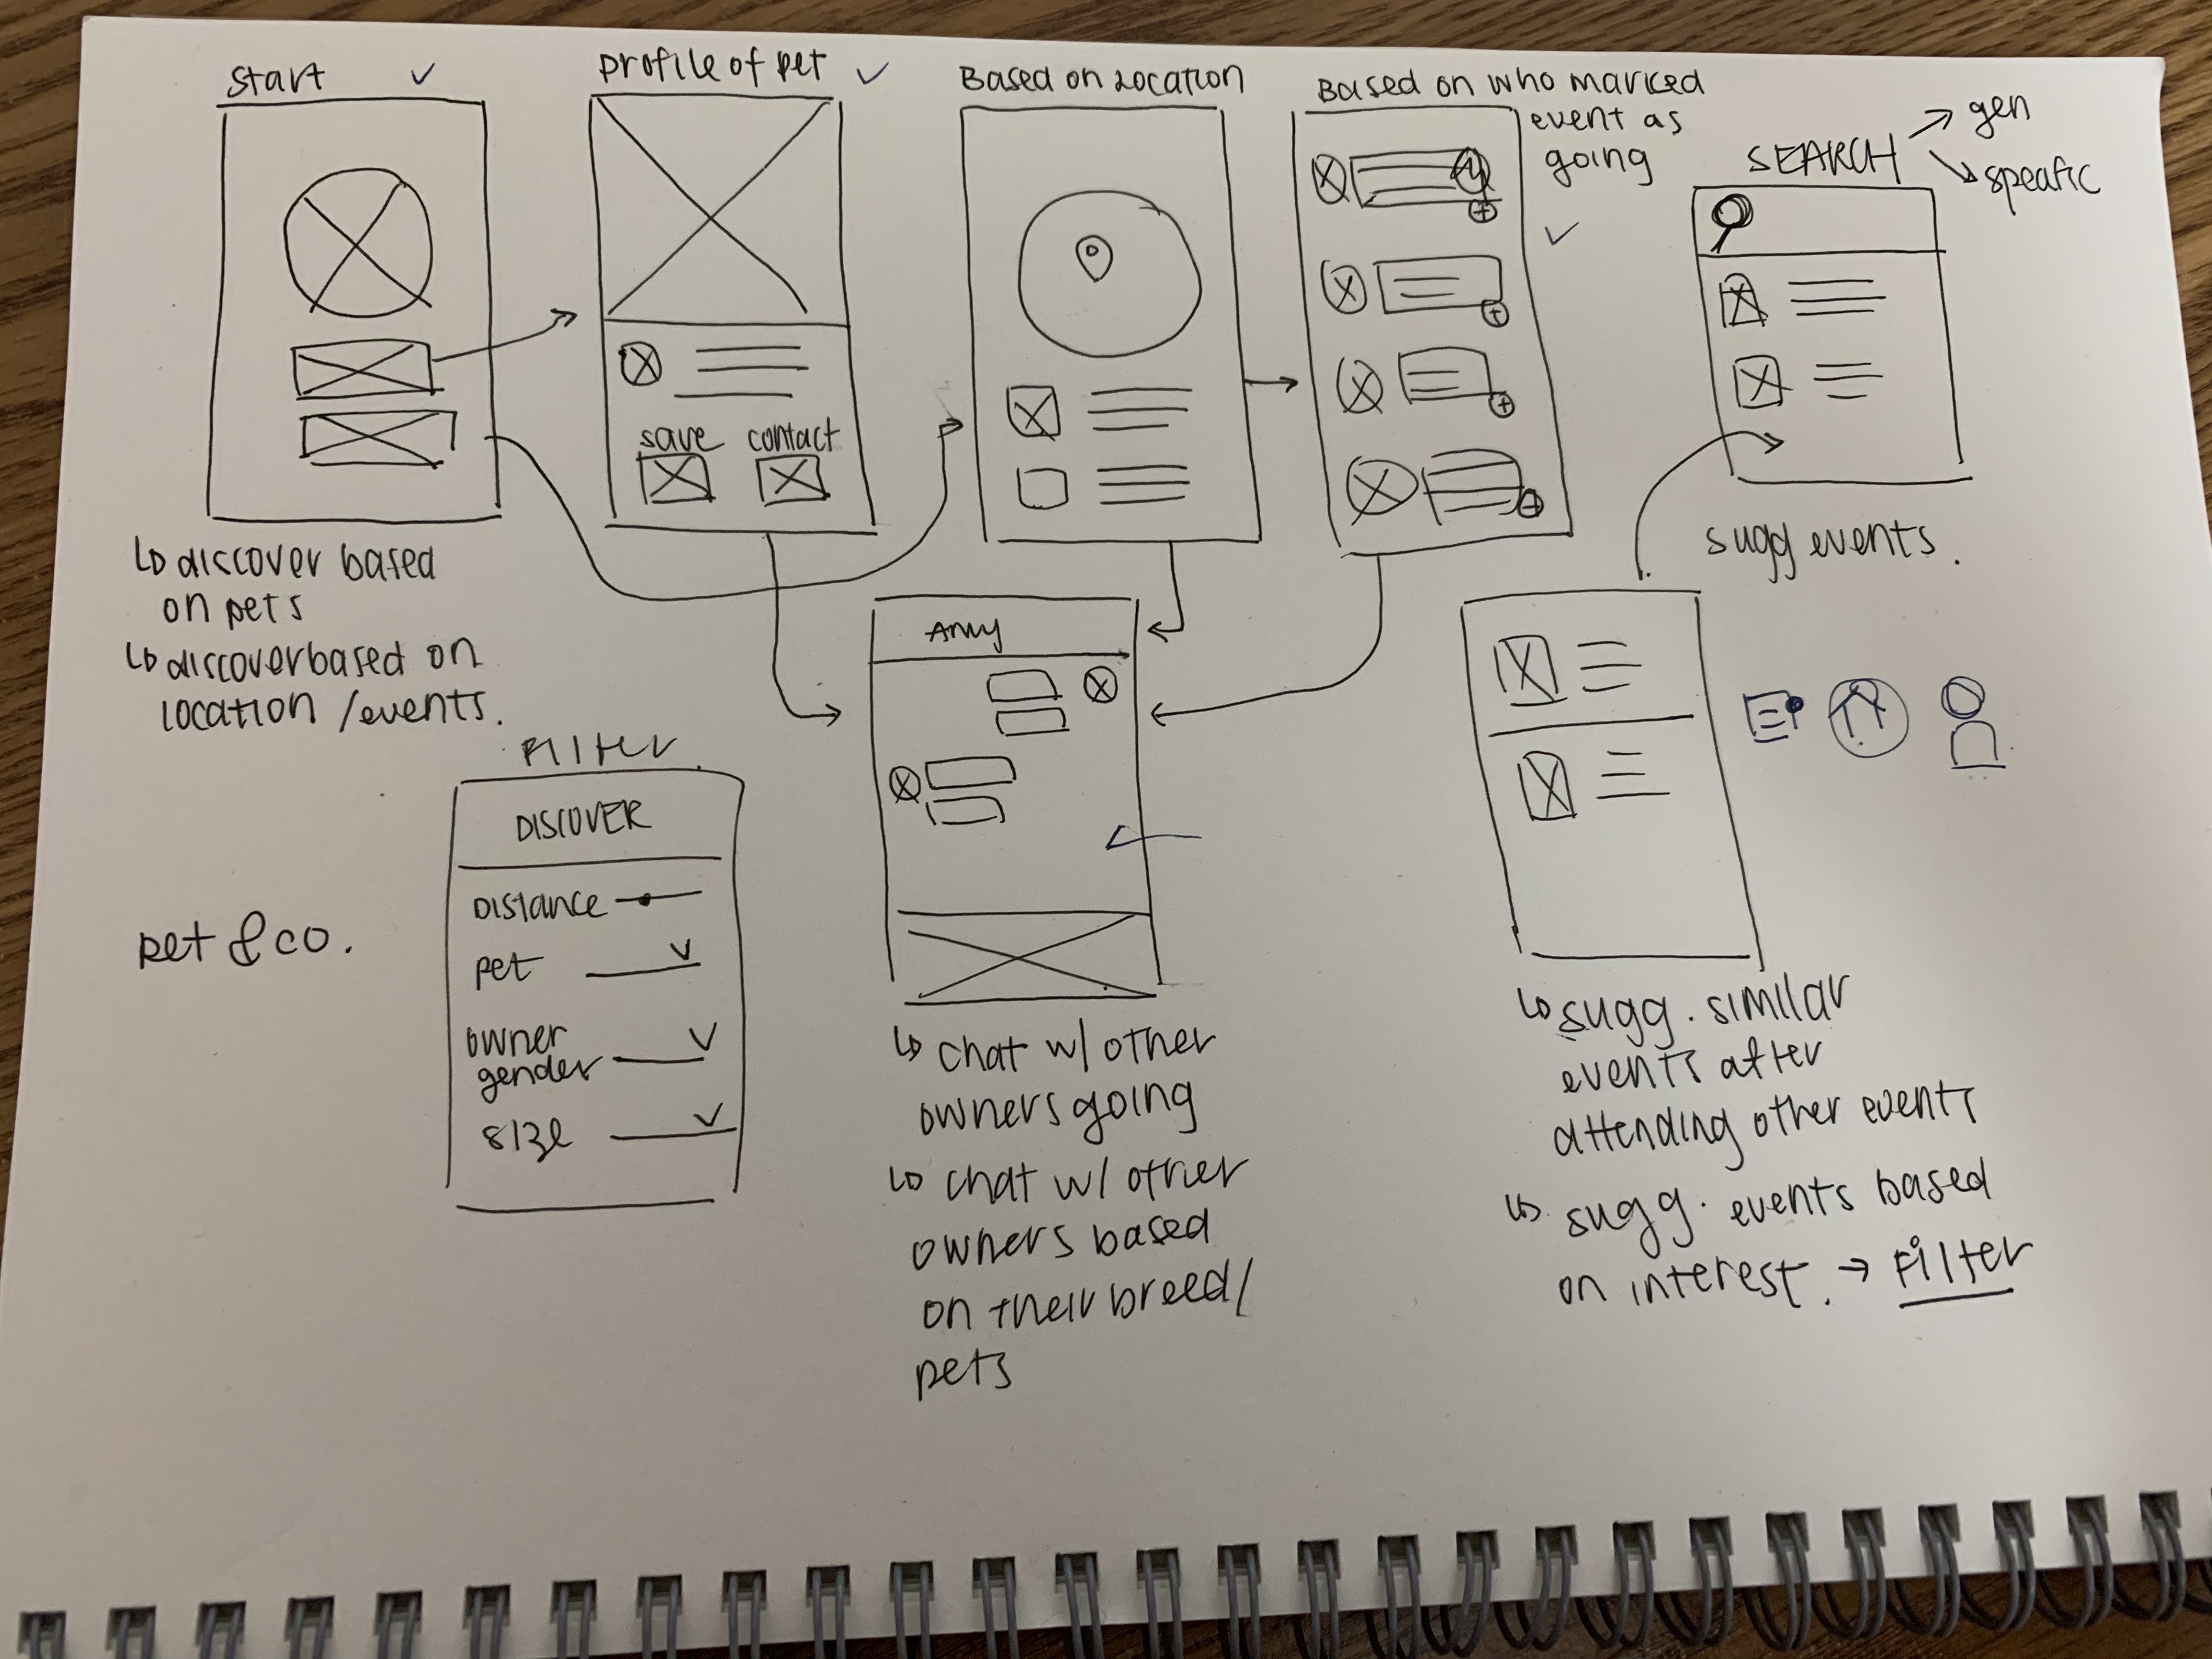 start
profile of pet
Based on Location
Based on who marked
event as
going
SEARCH
gen
specific
save contact
↳ discover based
on pets
↳ discover based on
location / events.
sugg events.
Amy
FIlter
DISCOVER
Distance
pet
owner
gender
size
pet & co.
↳ chat w/ other
owners going
↳ chat w/ other
owners based
on their breed/
pets
↳ sugg. similar
events after
attending other events
↳ sugg. events based
on interest. → Filter